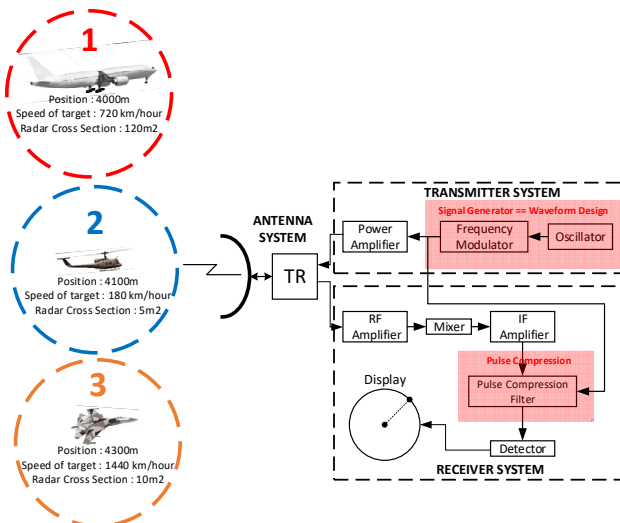 1
Position : 4000m
Speed of target : 720 km/hour
Radar Cross Section : 120m2
2
Position : 4100m
Speed of target : 180 km/hour
Radar Cross Section : 5m2
3
Position : 4300m
Speed of target : 1440 km/hour
Radar Cross Section : 10m2
ANTENNA
SYSTEM
TR
TRANSMITTER SYSTEM
Signal Generator == Waveform Design
Power
Amplifier
Frequency
Modulator
Oscillator
RF
Amplifier
Mixer
IF
Amplifier
Pulse Compression
Pulse Compression
Filter
Display
Detector
RECEIVER SYSTEM